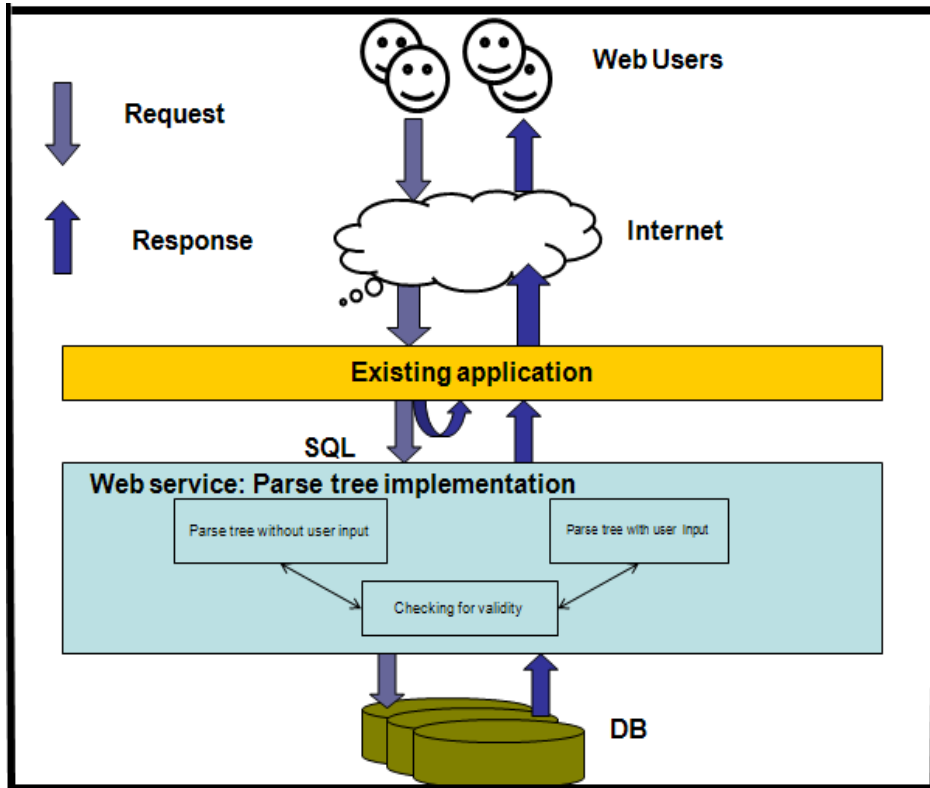 Web Users
Request
Response
Internet
Existing application
SQL
Web service: Parse tree implementation
Parse tree without user input
Parse tree with user Input
Checking for validity
DB